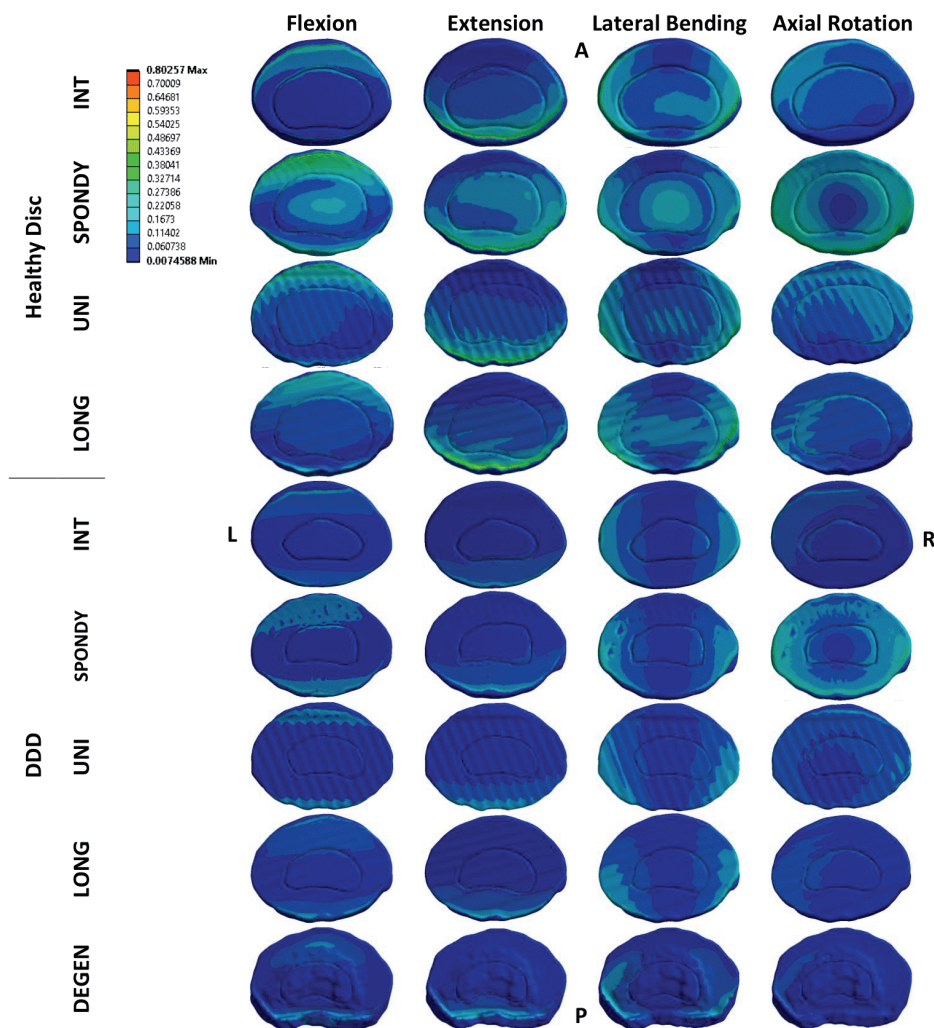 Flexion Extension Lateral Bending Axial Rotation
A
0.80257 Max
0.70009
0.64681
0.59353
0.54025
0.48697
0.43369
0.38041
0.32714
0.27386
0.22058
0.1673
0.11402
0.060738
0.0074588 Min
Healthy Disc
INT
SPONDY
UNI
LONG
L
R
DDD
INT
SPONDY
UNI
LONG
DEGEN
P